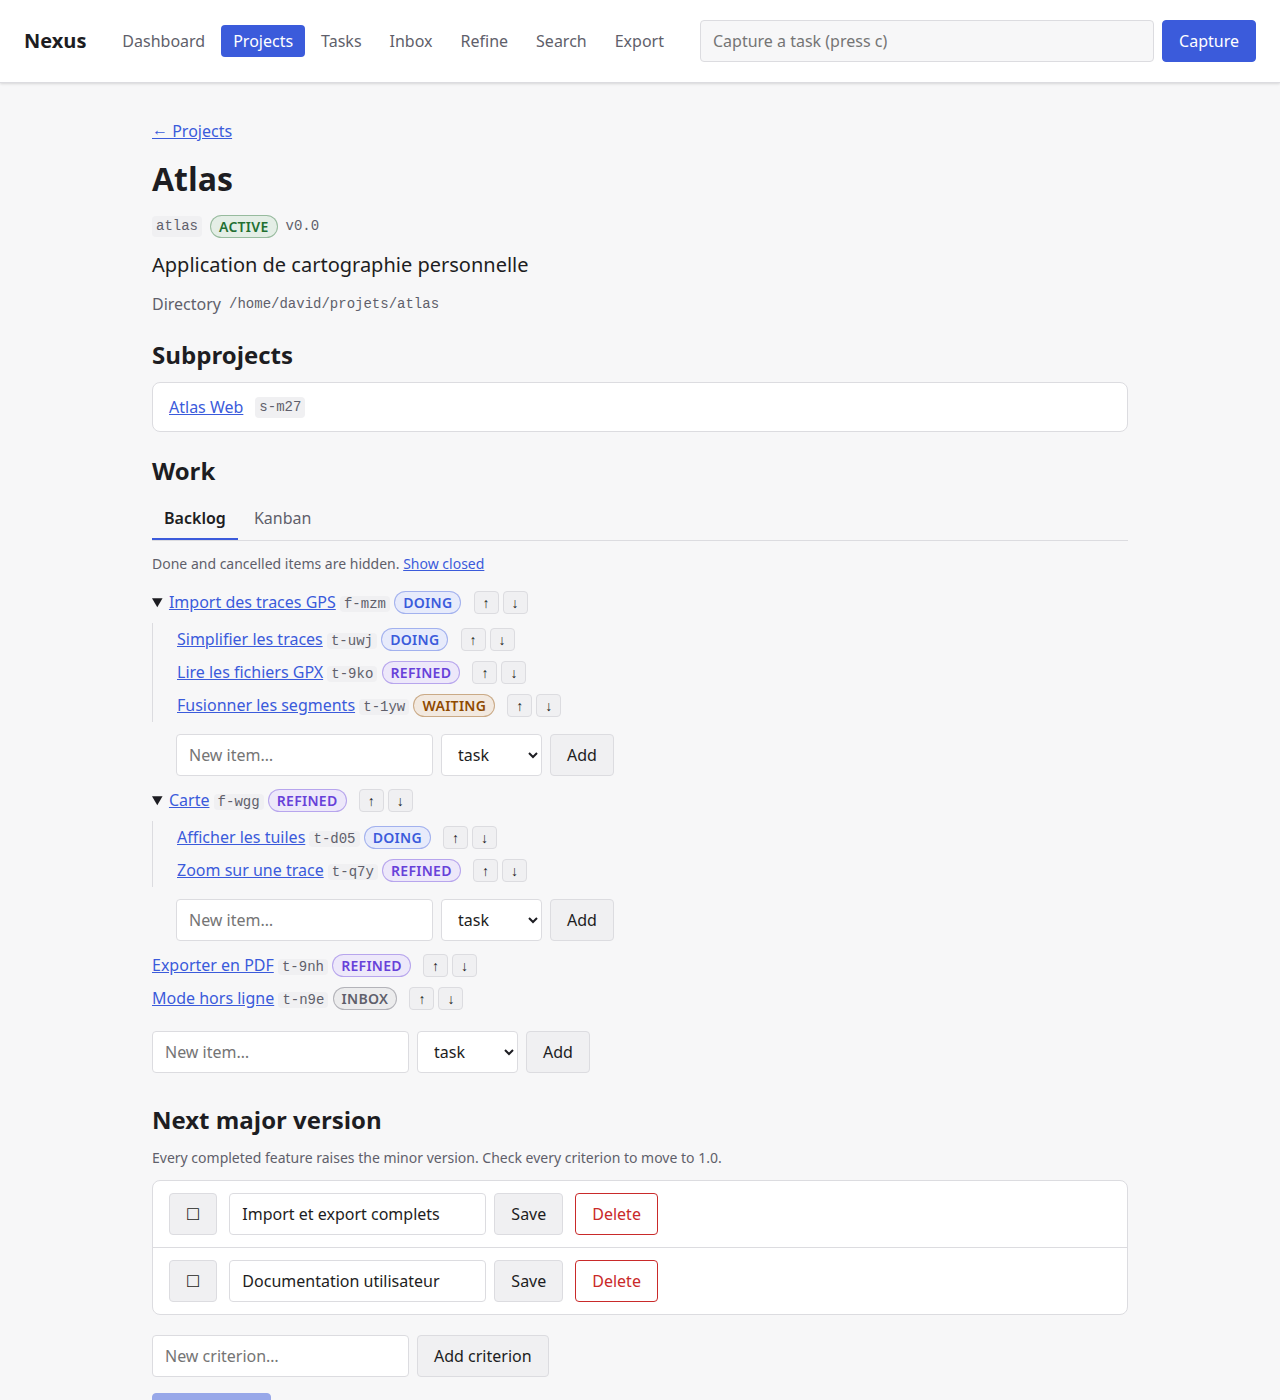 Nexus Dashboard Projects Tasks Inbox Refine Search Export Capture a task (press c) Capture
← Projects
Atlas
atlas ACTIVE v0.0
Application de cartographie personnelle
Directory /home/david/projets/atlas
Subprojects
Atlas Web s-m27
Work
Backlog Kanban
Done and cancelled items are hidden. Show closed
▼ Import des traces GPS f-mzm DOING ↑ ↓
Simplifier les traces t-uwj DOING ↑ ↓
Lire les fichiers GPX t-9ko REFINED ↑ ↓
Fusionner les segments t-1yw WAITING ↑ ↓
New item... task Add
▼ Carte f-wgg REFINED ↑ ↓
Afficher les tuiles t-d05 DOING ↑ ↓
Zoom sur une trace t-q7y REFINED ↑ ↓
New item... task Add
Exporter en PDF t-9nh REFINED ↑ ↓
Mode hors ligne t-n9e INBOX ↑ ↓
New item... task Add
Next major version
Every completed feature raises the minor version. Check every criterion to move to 1.0.
☐ Import et export complets Save Delete
☐ Documentation utilisateur Save Delete
New criterion... Add criterion